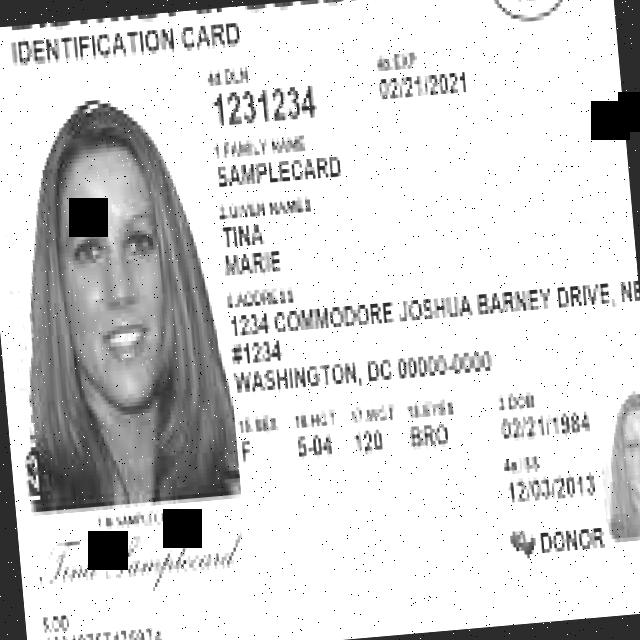 IDENTIFICATION CARD
4d DLN
1231234
4b EXP
02/21/2021
1 FAMILY NAME
SAMPLECARD
2 GIVEN NAMES
TINA
MARIE
8 ADDRESS
1234 COMMODORE JOSHUA BARNEY DRIVE, NE
#1234
WASHINGTON, DC 00000-0000
15 SEX
F
16 HGT
5-04
17 WGT
120
18 EYES
BRO
3 DOB
02/21/1984
4a ISS
12/03/2013
DONOR
Tina Samplecard
5 DD